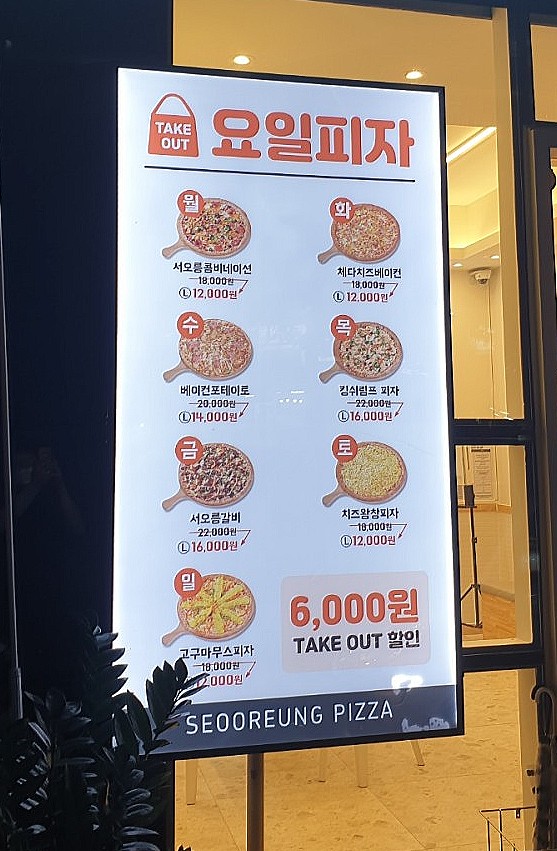 TAKE
OUT
요일피자
월
서오릉콤비네이션
18,000원
Ⓛ 12,000원
화
체다치즈베이컨
18,000원
Ⓛ 12,000원
수
베이컨포테이토
20,000원
Ⓛ14,000원
목
킹쉬림프 피자
22,000원
Ⓛ16,000원
금
서오릉갈비
22,000원
Ⓛ 16,000원
토
치즈왕창피자
18,000원
Ⓛ12,000원
일
고구마무스피자
18,000원
12,000원
6,000원
TAKE OUT 할인
SEOOREUNG PIZZA